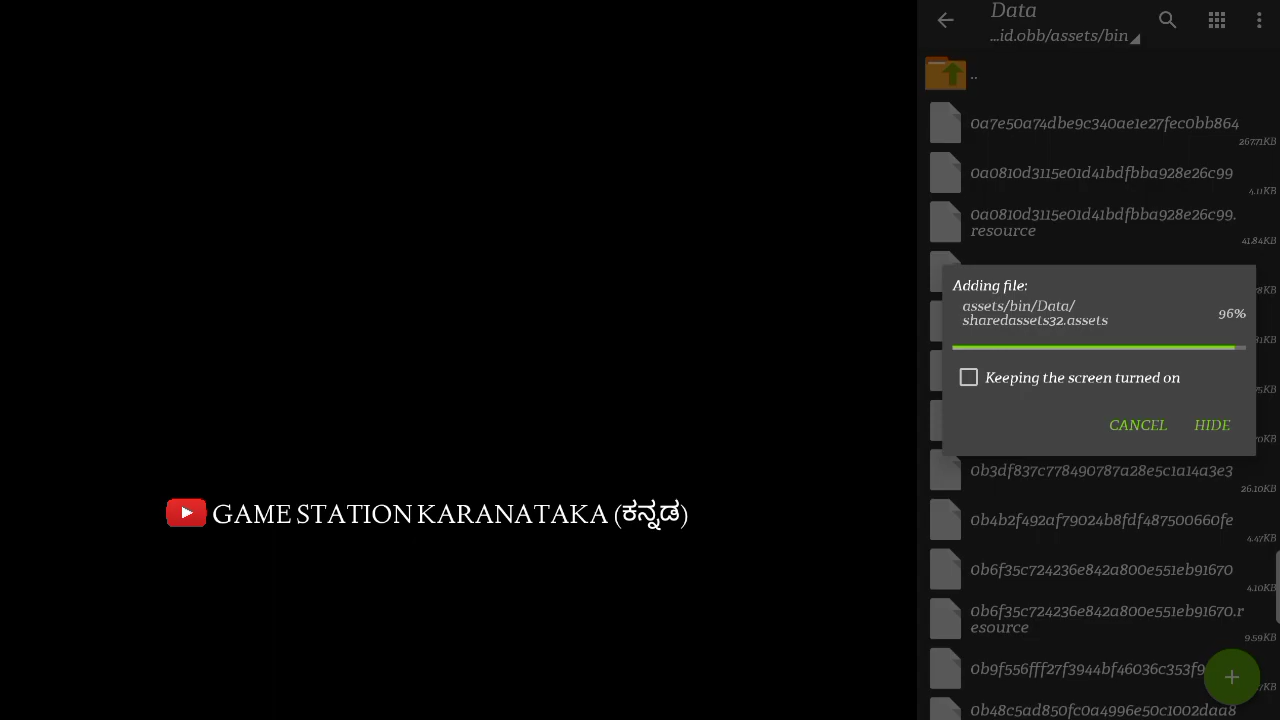 Data
...id.obb/assets/bin
..
0a7e50a74dbe9c340ae1e27fec0bb864
267.71KB
0a0810d3115e01d41bdfbba928e26c99
4.11KB
0a0810d3115e01d41bdfbba928e26c99.
resource
41.84KB
Adding file:
assets/bin/Data/
sharedassets32.assets
96%
Keeping the screen turned on
CANCEL HIDE
0b3df837c778490787a28e5c1a14a3e3
26.10KB
GAME STATION KARANATAKA (ಕನ್ನಡ)
0b4b2f492af79024b8fdf487500660fe
4.47KB
0b6f35c724236e842a800e551eb91670
4.10KB
0b6f35c724236e842a800e551eb91670.r
esource
9.59KB
0b9f556fff27f3944bf46036c353f9
0b48c5ad850fc0a4996e50c1002daa8